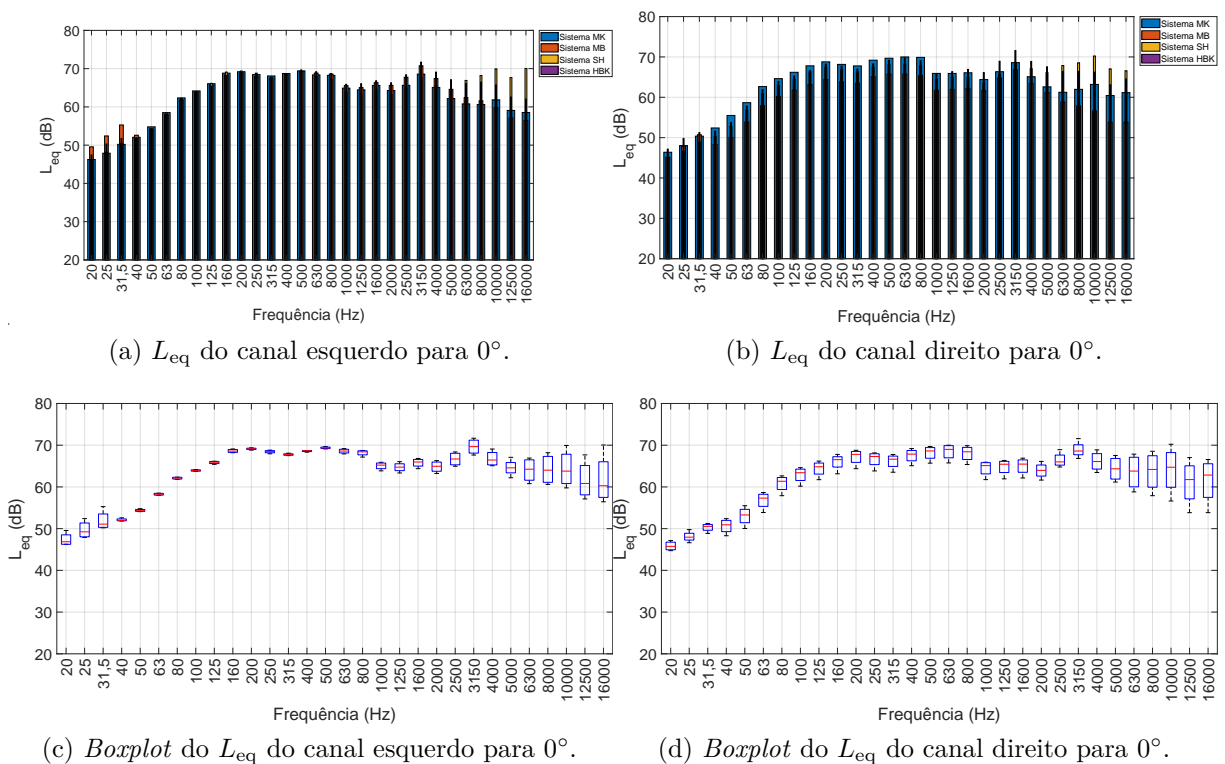 80
70
60
50
40
30
20
L_eq (dB)
Sistema MK
Sistema MB
Sistema SH
Sistema HBK
20 25 31,5 40 50 63 80 100 125 160 200 250 315 400 500 6300 800 1000 1250 1600 2000 2500 3150 4000 5000 6300 8000 10000 12500 16000
Frequência (Hz)
(a) L_eq do canal esquerdo para 0°.
80
70
60
50
40
30
20
L_eq (dB)
Sistema MK
Sistema MB
Sistema SH
Sistema HBK
20 25 31,5 40 50 63 80 100 125 160 200 250 315 400 500 6300 800 1000 1250 1600 2000 2500 3150 4000 5000 6300 8000 10000 12500 16000
Frequência (Hz)
(b) L_eq do canal direito para 0°.
80
70
60
50
40
30
20
L_eq (dB)
20 25 31,5 40 50 63 80 100 125 160 200 250 315 400 500 6300 800 1000 1250 1600 2000 2500 3150 4000 5000 6300 8000 10000 12500 16000
Frequência (Hz)
(c) Boxplot do L_eq do canal esquerdo para 0°.
80
70
60
50
40
30
20
L_eq (dB)
20 25 31,5 40 50 63 80 100 125 160 200 250 315 400 500 6300 800 1000 1250 1600 2000 2500 3150 4000 5000 6300 8000 10000 12500 16000
Frequência (Hz)
(d) Boxplot do L_eq do canal direito para 0°.